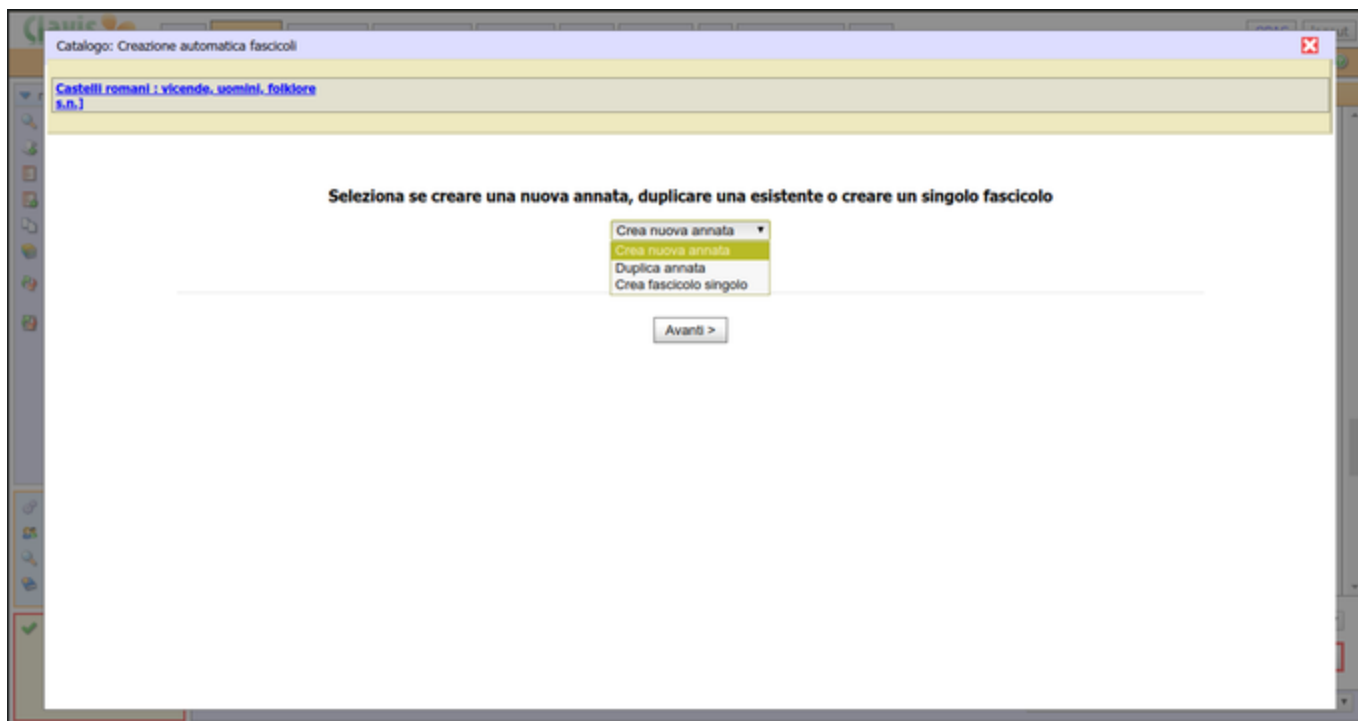 Clavis
Catalogo: Creazione automatica fascicoli
Castelli romani : vicende, uomini, folklore
s.n.]
Seleziona se creare una nuova annata, duplicare una esistente o creare un singolo fascicolo
Crea nuova annata
Crea nuova annata
Duplica annata
Crea fascicolo singolo
Avanti >